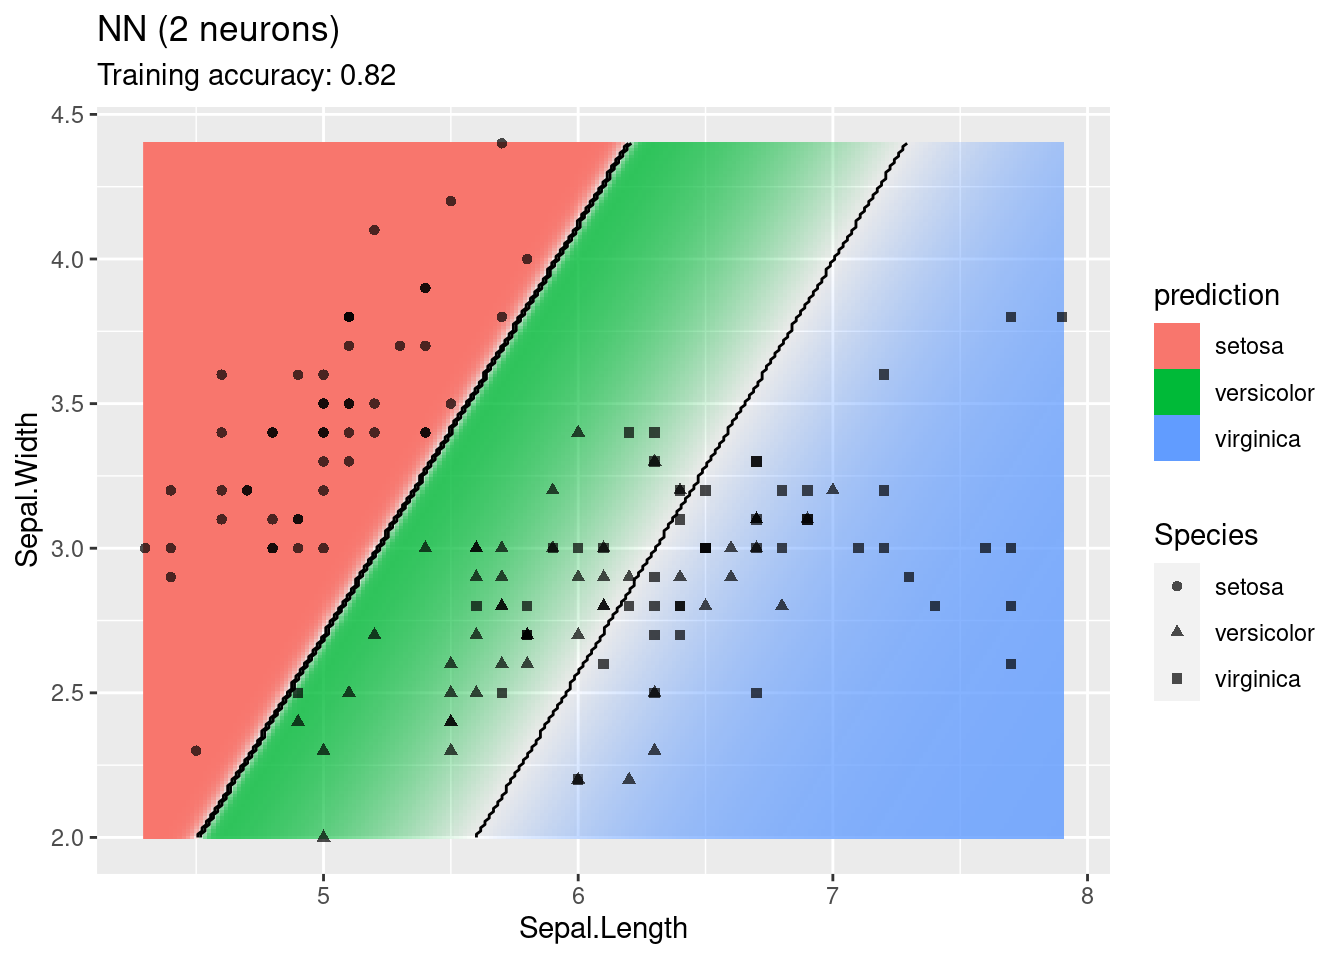 NN (2 neurons)
Training accuracy: 0.82
4.5
4.0
3.5
3.0
2.5
2.0
Sepal.Width
5 6 7 8
Sepal.Length
prediction
setosa
versicolor
virginica
Species
setosa
versicolor
virginica